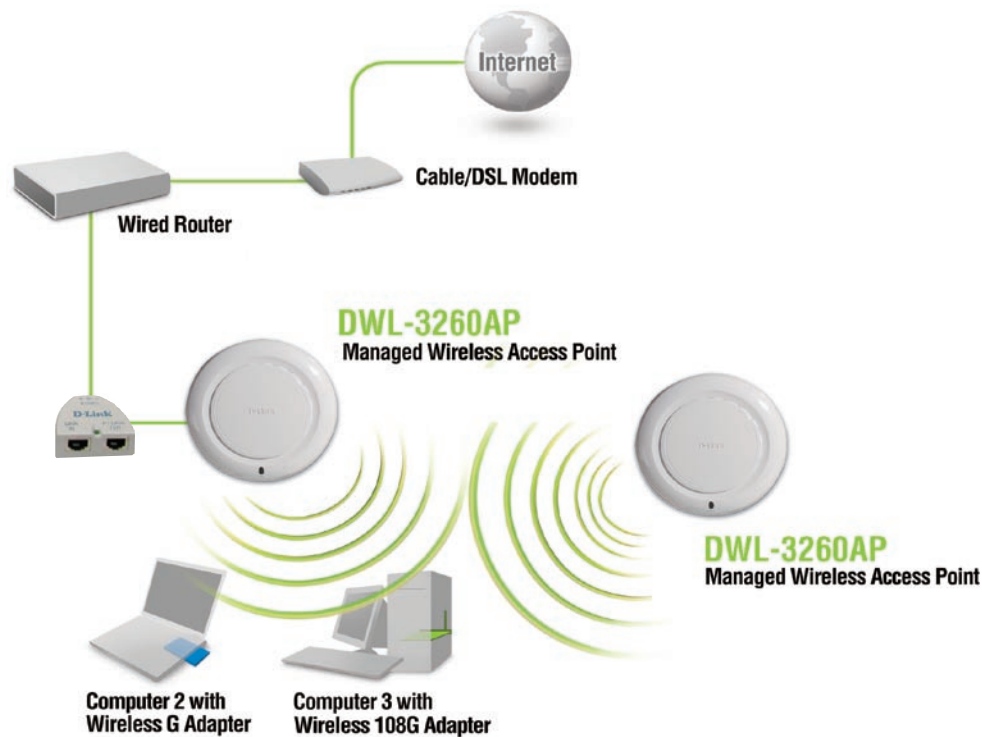 Internet
Cable/DSL Modem
Wired Router
DWL-3260AP
Managed Wireless Access Point
D-Link
DWL-3260AP
Managed Wireless Access Point
Computer 2 with
Wireless G Adapter
Computer 3 with
Wireless 108G Adapter